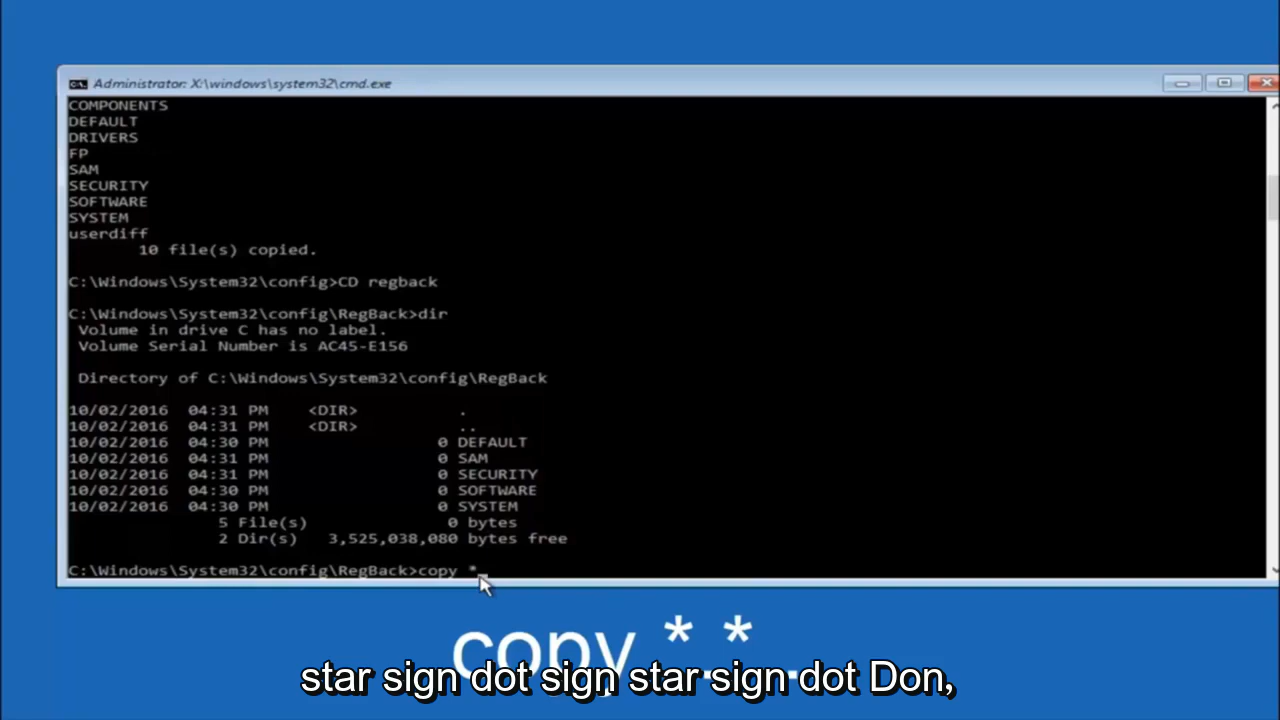 Administrator: X:\windows\system32\cmd.exe
COMPONENTS
DEFAULT
DRIVERS
FP
SAM
SECURITY
SOFTWARE
SYSTEM
userdiff
10 file(s) copied.
C:\Windows\System32\config>CD regback
C:\Windows\System32\config\RegBack>dir
Volume in drive C has no label.
Volume Serial Number is AC45-E156
Directory of C:\Windows\System32\config\RegBack
10/02/2016 04:31 PM <DIR> .
10/02/2016 04:31 PM <DIR> ..
10/02/2016 04:30 PM 0 DEFAULT
10/02/2016 04:31 PM 0 SAM
10/02/2016 04:31 PM 0 SECURITY
10/02/2016 04:30 PM 0 SOFTWARE
10/02/2016 04:30 PM 0 SYSTEM
5 File(s) 0 bytes
2 Dir(s) 3,525,038,080 bytes free
C:\Windows\System32\config\RegBack>copy *_
copy *.* .
star sign dot sign star sign dot Don,